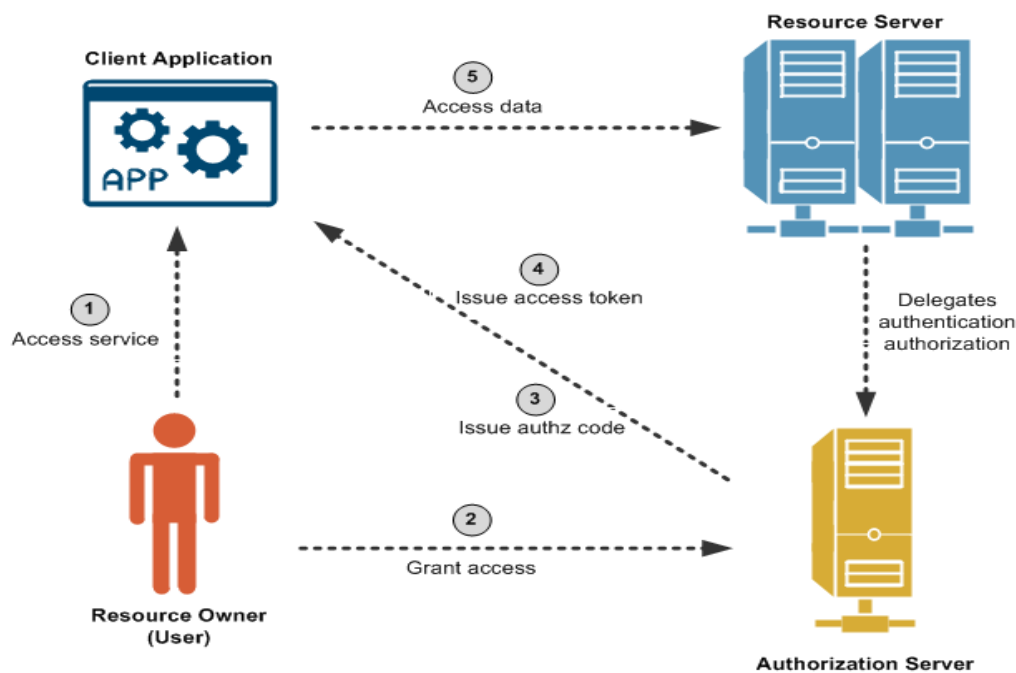 Resource Server
Client Application
5
Access data
APP
4
Issue access token
1
Access service
Delegates
authentication
authorization
3
Issue authz code
2
Grant access
Resource Owner
(User)
Authorization Server